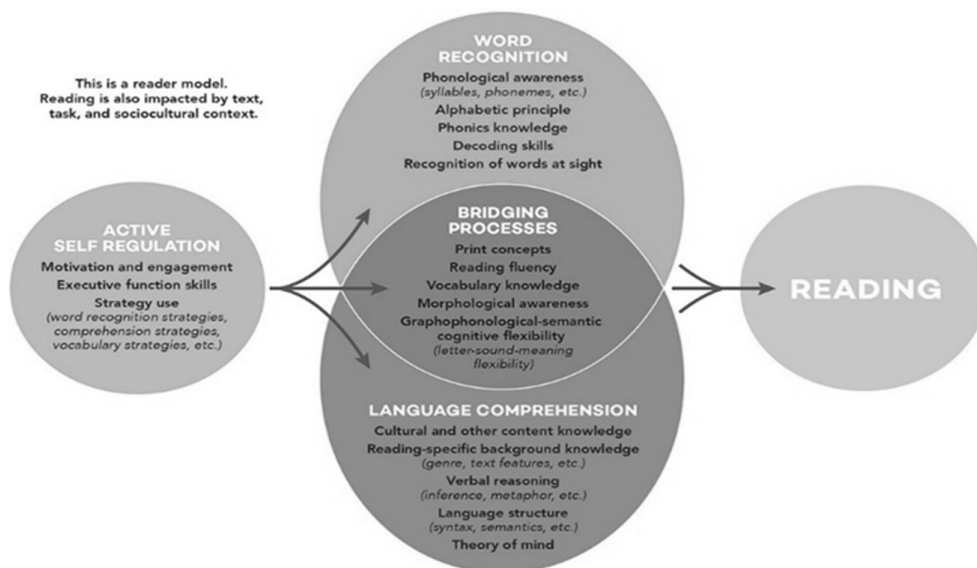 This is a reader model.
Reading is also impacted by text,
task, and sociocultural context.
ACTIVE
SELF REGULATION
Motivation and engagement
Executive function skills
Strategy use
(word recognition strategies,
comprehension strategies,
vocabulary strategies, etc.)
WORD
RECOGNITION
Phonological awareness
(syllables, phonemes, etc.)
Alphabetic principle
Phonics knowledge
Decoding skills
Recognition of words at sight
BRIDGING
PROCESSES
Print concepts
Reading fluency
Vocabulary knowledge
Morphological awareness
Graphophonological-semantic
cognitive flexibility
(letter-sound-meaning
flexibility)
LANGUAGE COMPREHENSION
Cultural and other content knowledge
Reading-specific background knowledge
(genre, text features, etc.)
Verbal reasoning
(inference, metaphor, etc.)
Language structure
(syntax, semantics, etc.)
Theory of mind
READING